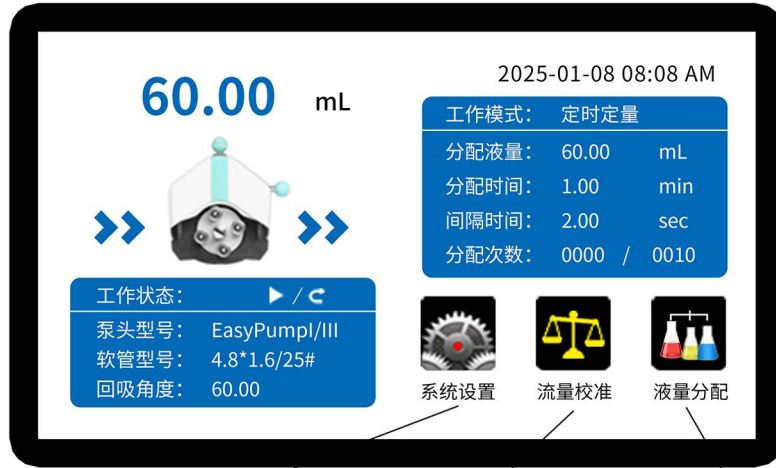 2025-01-08 08:08 AM
60.00 mL
工作模式： 定时定量
分配液量： 60.00 mL
分配时间： 1.00 min
间隔时间： 2.00 sec
分配次数： 0000 / 0010
工作状态： /
泵头型号： EasyPumpI/III
软管型号： 4.8*1.6/25#
回吸角度： 60.00
系统设置 流量校准 液量分配